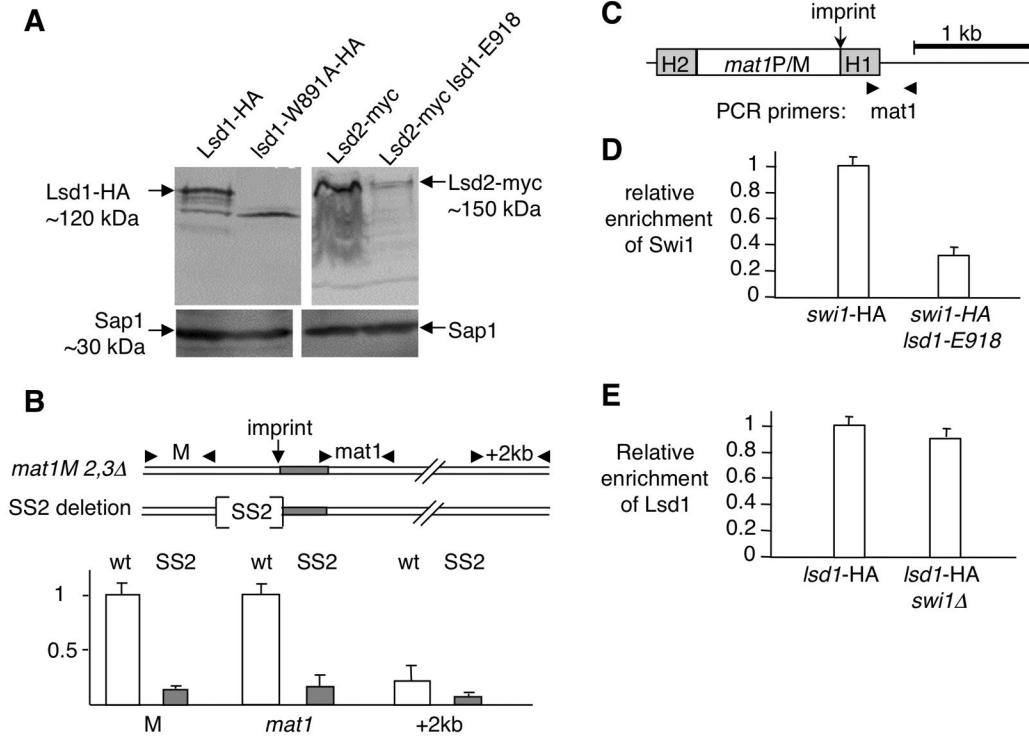 A
Lsd1-HA
lsd1-W891A-HA
Lsd2-myc
Lsd2-myc lsd1-E918
Lsd1-HA
~120 kDa
Lsd2-myc
~150 kDa
Sap1
~30 kDa
Sap1
B
imprint
M
mat1
+2kb
mat1M 2,3Δ
SS2 deletion
SS2
wt SS2 wt SS2 wt SS2
1
0.5
M mat1 +2kb
C
imprint
1 kb
H2 mat1P/M H1
PCR primers: mat1
D
relative
enrichment
of Swi1
1
0.8
0.6
0.4
0.2
0
swi1-HA
swi1-HA
lsd1-E918
E
Relative
enrichment
of Lsd1
1
0.8
0.6
0.4
0.2
0
lsd1-HA
lsd1-HA
swi1Δ